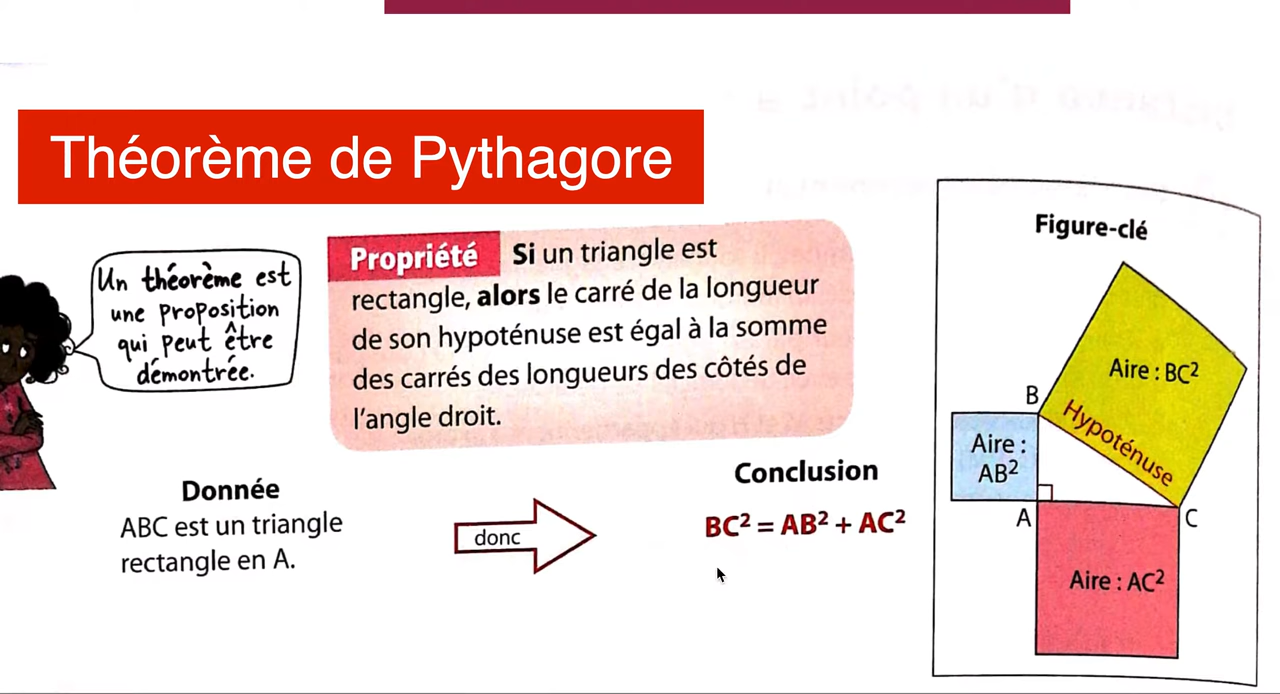 Théorème de Pythagore
Un théorème est
une proposition
qui peut être
démontrée.
Propriété Si un triangle est
rectangle, alors le carré de la longueur
de son hypoténuse est égal à la somme
des carrés des longueurs des côtés de
l'angle droit.
Donnée
ABC est un triangle
rectangle en A.
donc
Conclusion
BC² = AB² + AC²
Figure-clé
Aire : BC²
B
Hypoténuse
Aire :
AB²
A
C
Aire : AC²